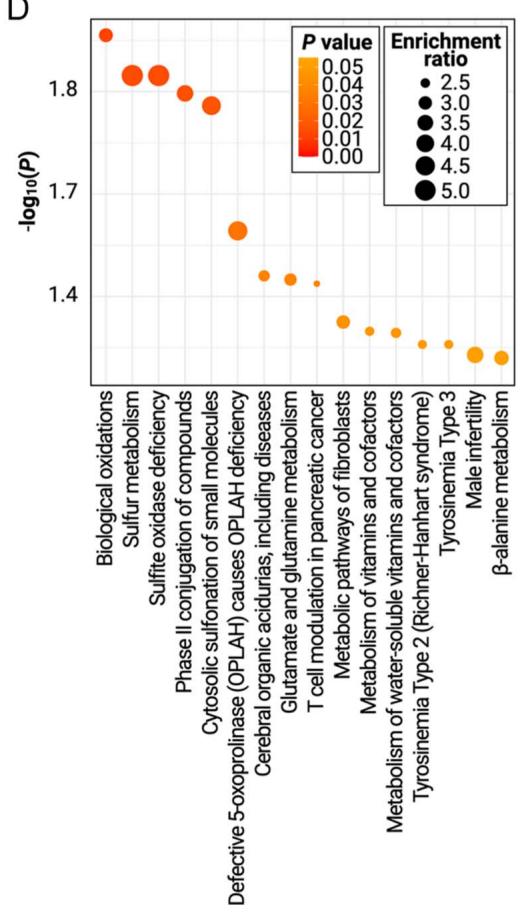 D
P value
0.05
0.04
0.03
0.02
0.01
0.00
Enrichment
ratio
2.5
3.0
3.5
4.0
4.5
5.0
-log10(P)
1.8
1.7
1.4
Biological oxidations
Sulfur metabolism
Sulfite oxidase deficiency
Phase II conjugation of compounds
Cytosolic sulfonation of small molecules
Defective 5-oxoprolinase (OPLAH) causes OPLAH deficiency
Cerebral organic acidurias, including diseases
Glutamate and glutamine metabolism
T cell modulation in pancreatic cancer
Metabolic pathways of fibroblasts
Metabolism of vitamins and cofactors
Metabolism of water-soluble vitamins and cofactors
Tyrosinemia Type 2 (Richner-Hanhart syndrome)
Tyrosinemia Type 3
Male infertility
β-alanine metabolism